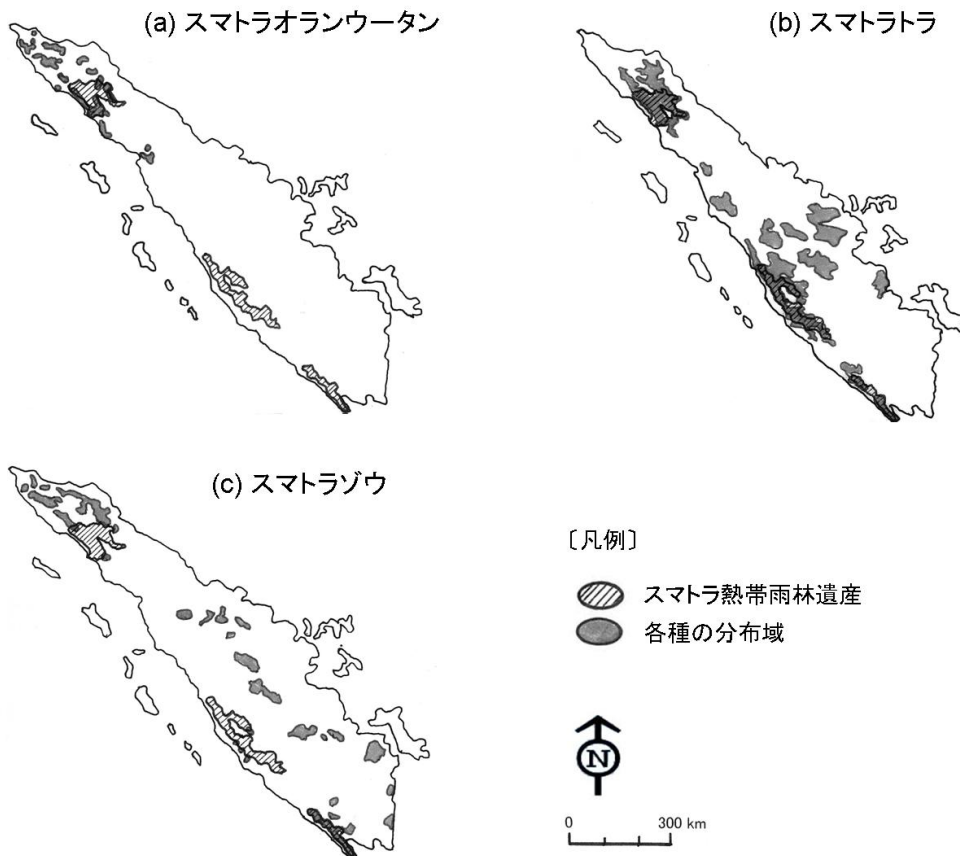 (a) スマトラオランウータン
(b) スマトラトラ
(c) スマトラゾウ
〔凡例〕
スマトラ熱帯雨林遺産
各種の分布域
N
0 300 km